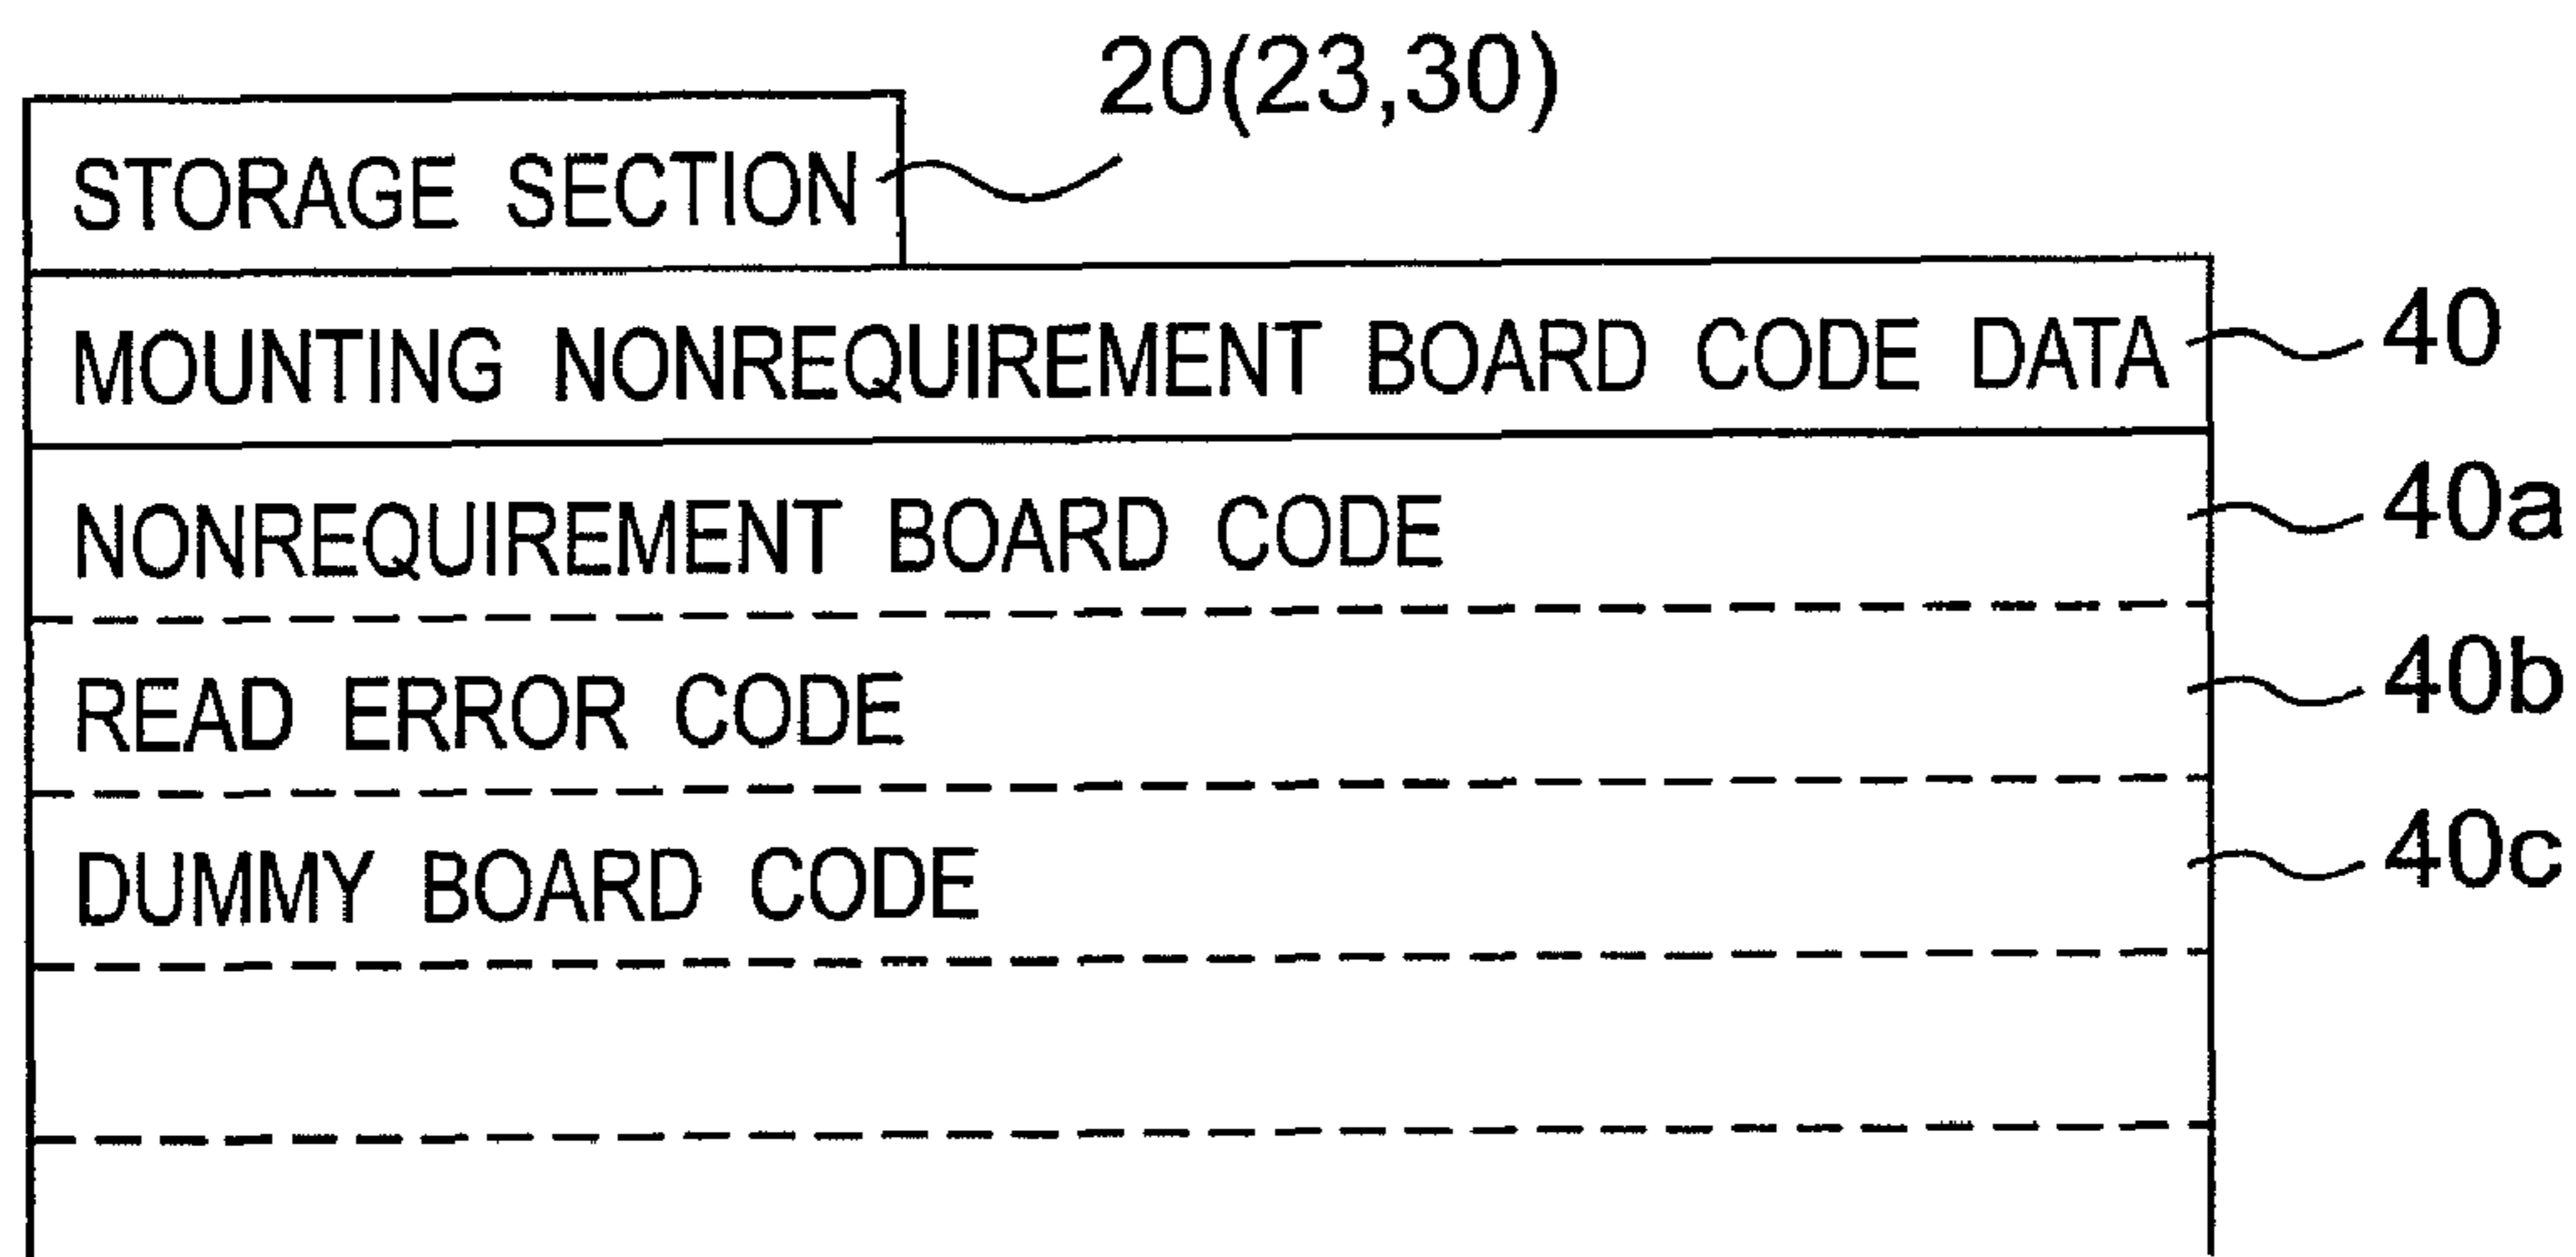 20(23,30)
STORAGE SECTION
MOUNTING NONREQUIREMENT BOARD CODE DATA 40
NONREQUIREMENT BOARD CODE 40a
READ ERROR CODE 40b
DUMMY BOARD CODE 40c